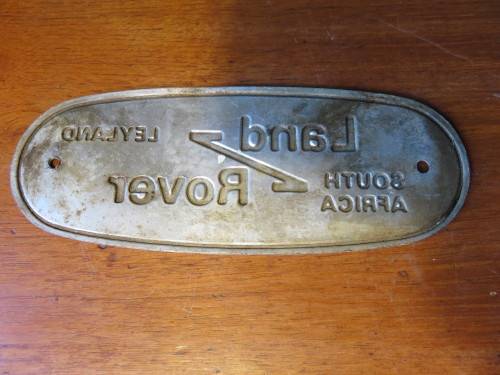 Land
LEYLAND
SOUTH
AFRICA
Rover